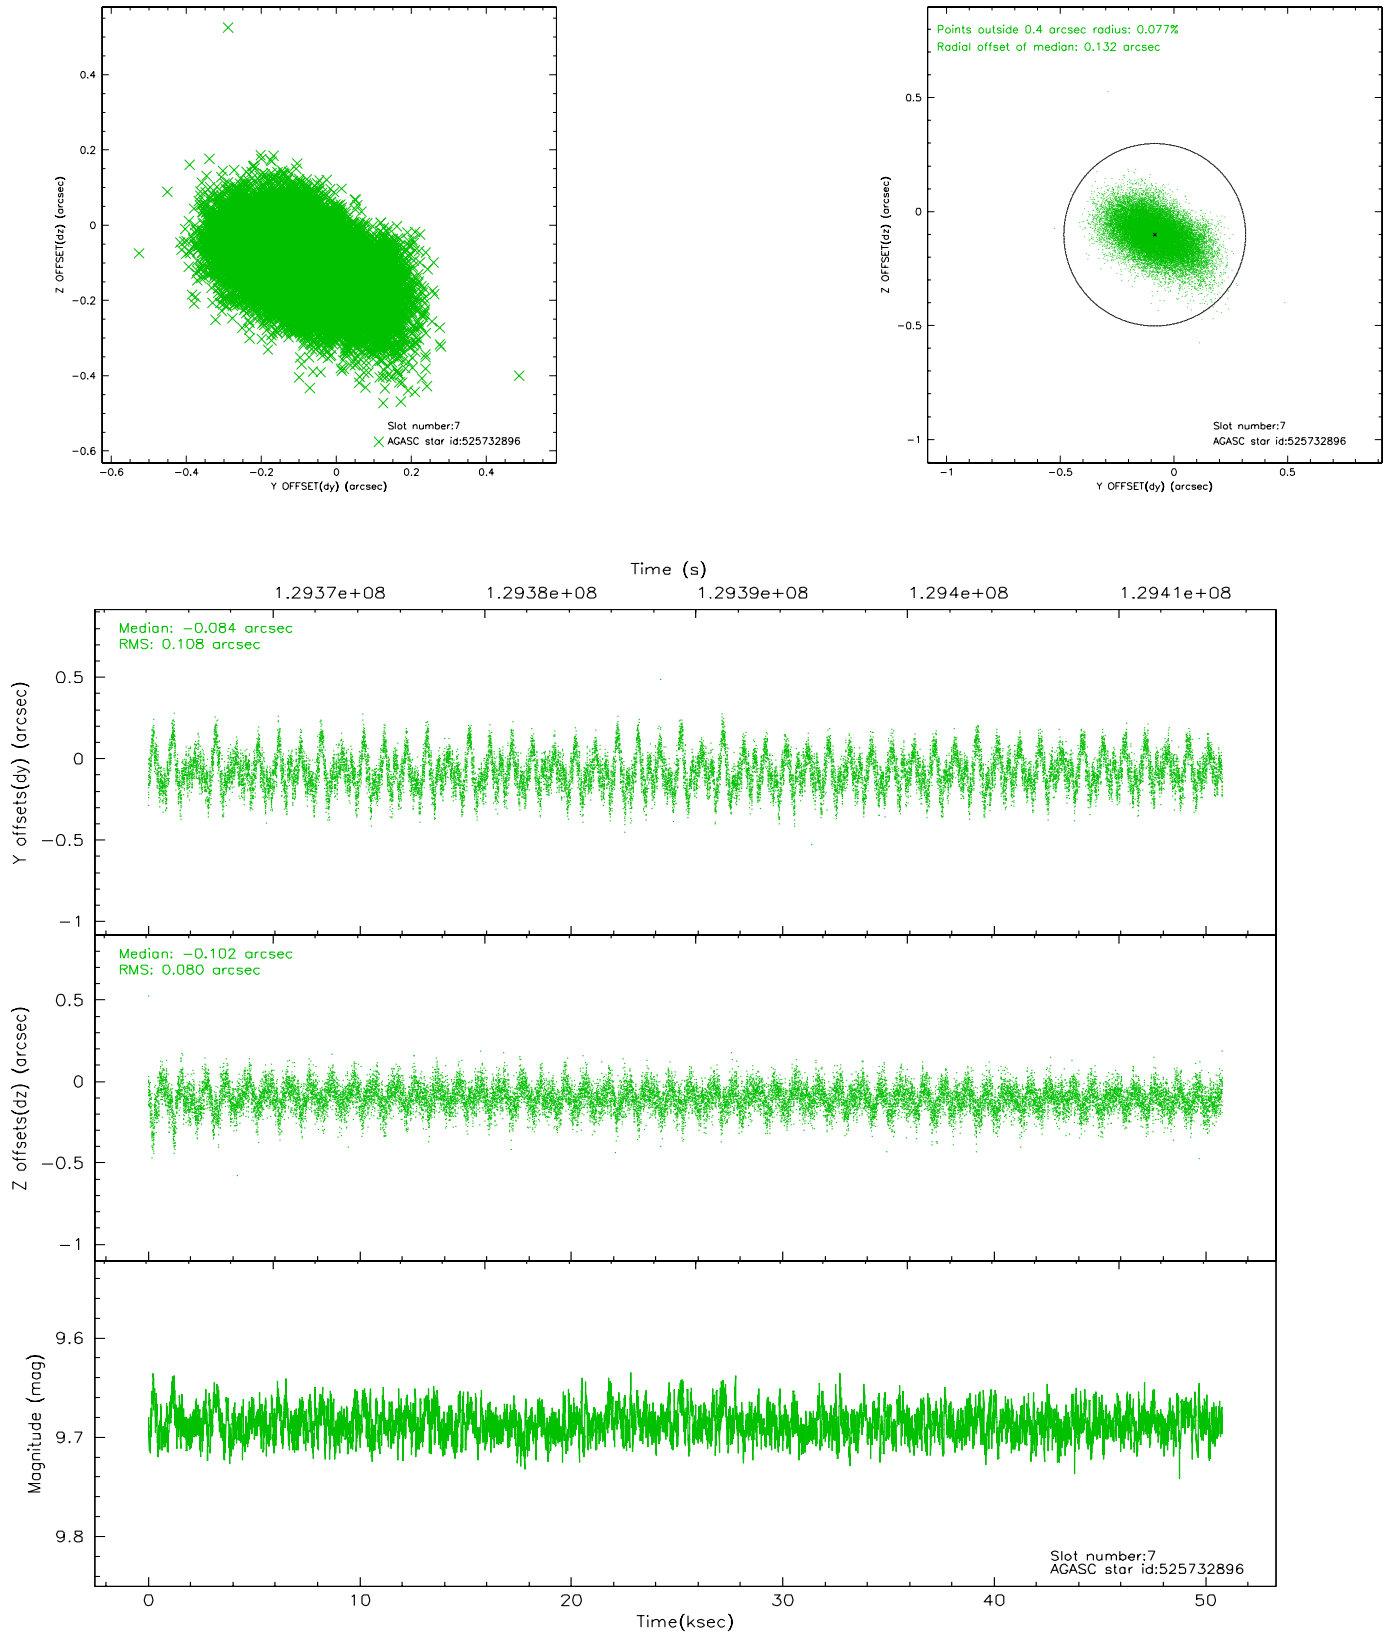 0.4
0.2
0
−0.2
−0.4
−0.6
Z OFFSET(dz) (arcsec)
Slot number:7
AGASC star id:525732896
−0.6 −0.4 −0.2 0 0.2 0.4
Y OFFSET(dy) (arcsec)
Points outside 0.4 arcsec radius: 0.077%
Radial offset of median: 0.132 arcsec
0.5
0
−0.5
−1
Z OFFSET(dz) (arcsec)
Slot number:7
AGASC star id:525732896
−1 −0.5 0 0.5
Y OFFSET(dy) (arcsec)
Time (s)
1.2937e+08 1.2938e+08 1.2939e+08 1.294e+08 1.2941e+08
Median: −0.084 arcsec
RMS: 0.108 arcsec
0.5
0
−0.5
−1
Y offsets(dy) (arcsec)
Median: −0.102 arcsec
RMS: 0.080 arcsec
0.5
0
−0.5
−1
Z offsets(dz) (arcsec)
9.6
9.7
9.8
Magnitude (mag)
Slot number:7
AGASC star id:525732896
0 10 20 30 40 50
Time(ksec)